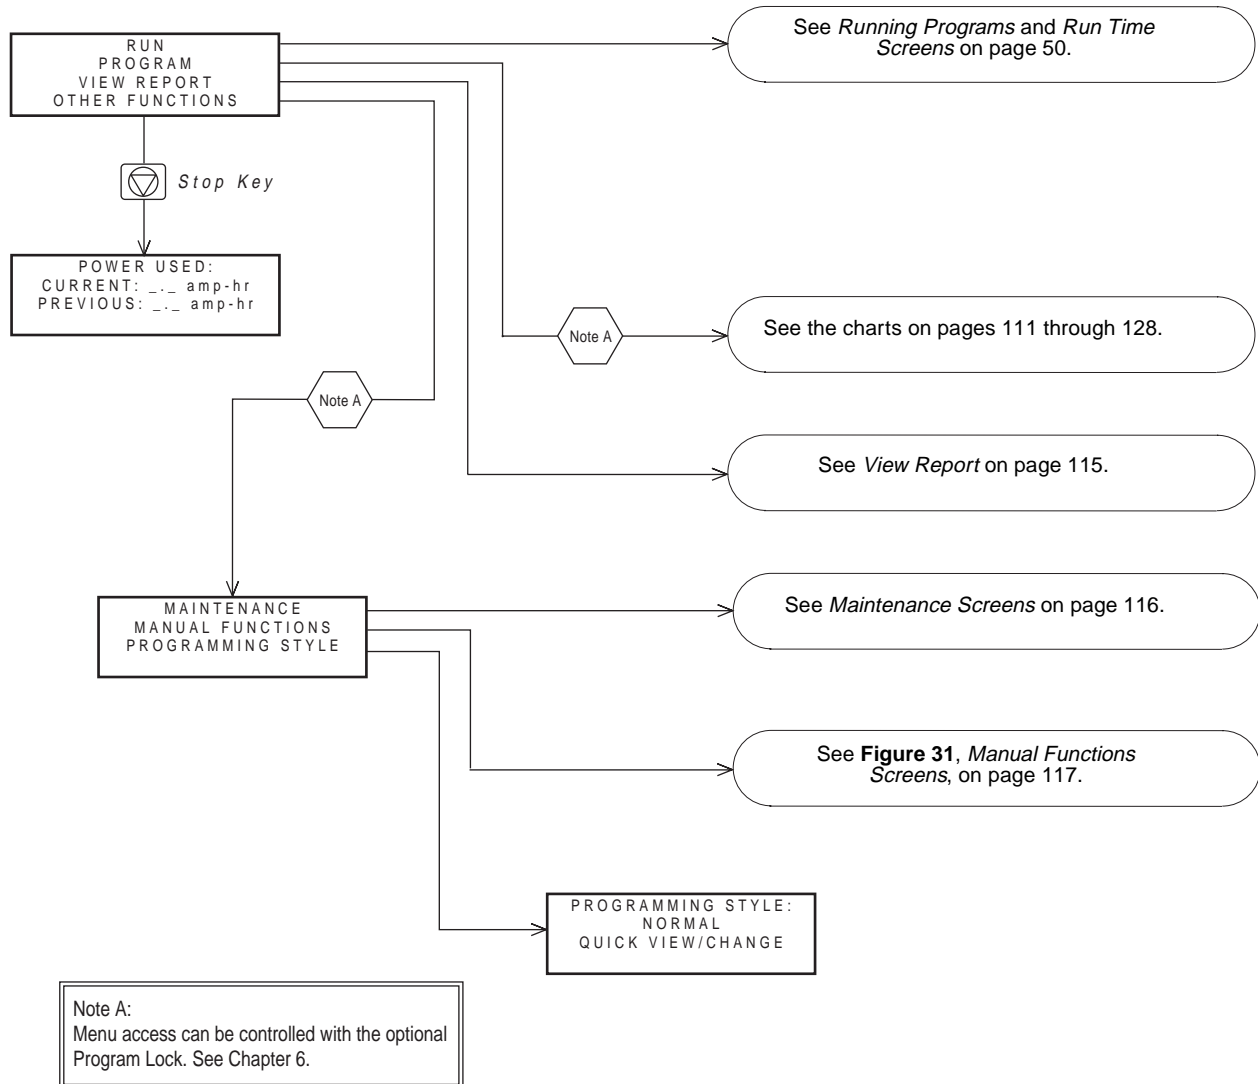 RUN
PROGRAM
VIEW REPORT
OTHER FUNCTIONS
See Running Programs and Run Time
Screens on page 50.
Stop Key
POWER USED:
CURRENT: _._ amp-hr
PREVIOUS: _._ amp-hr
Note A
See the charts on pages 111 through 128.
Note A
See View Report on page 115.
MAINTENANCE
MANUAL FUNCTIONS
PROGRAMMING STYLE
See Maintenance Screens on page 116.
See Figure 31, Manual Functions
Screens, on page 117.
PROGRAMMING STYLE:
NORMAL
QUICK VIEW/CHANGE
Note A:
Menu access can be controlled with the optional
Program Lock. See Chapter 6.